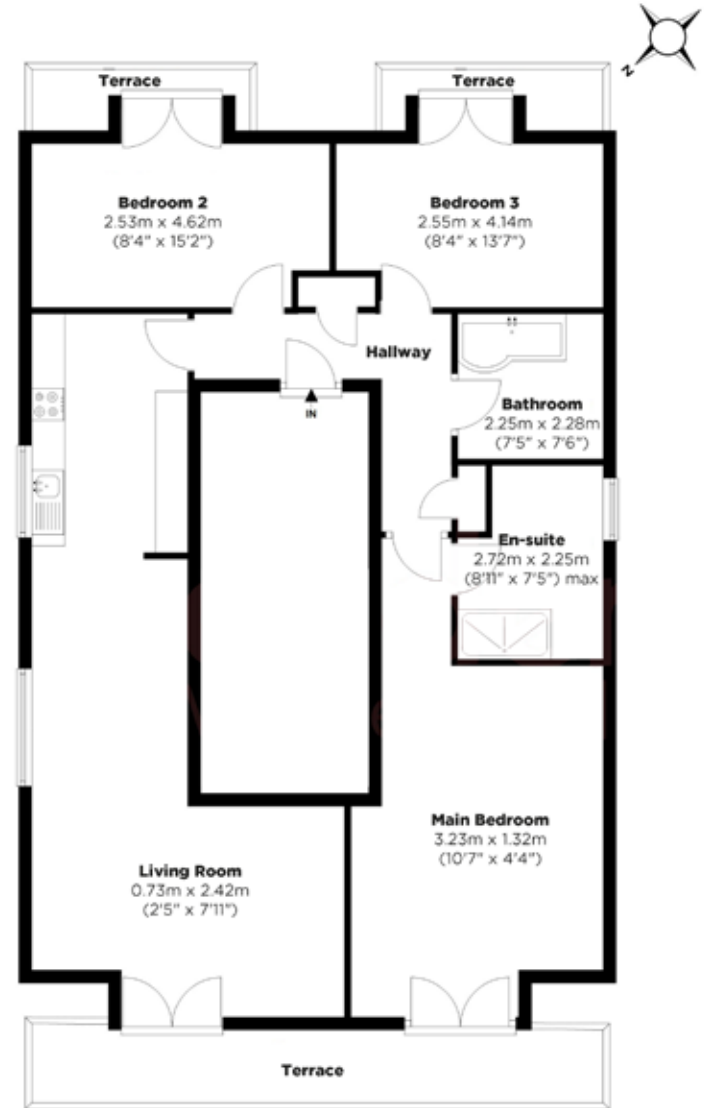 N
Terrace
Terrace
Bedroom 2
2.53m x 4.62m
(8'4" x 15'2")
Bedroom 3
2.55m x 4.14m
(8'4" x 13'7")
Hallway
IN
Bathroom
2.25m x 2.28m
(7'5" x 7'6")
En-suite
2.72m x 2.25m
(8'11" x 7'5") max
Main Bedroom
3.23m x 1.32m
(10'7" x 4'4")
Living Room
0.73m x 2.42m
(2'5" x 7'11")
Terrace